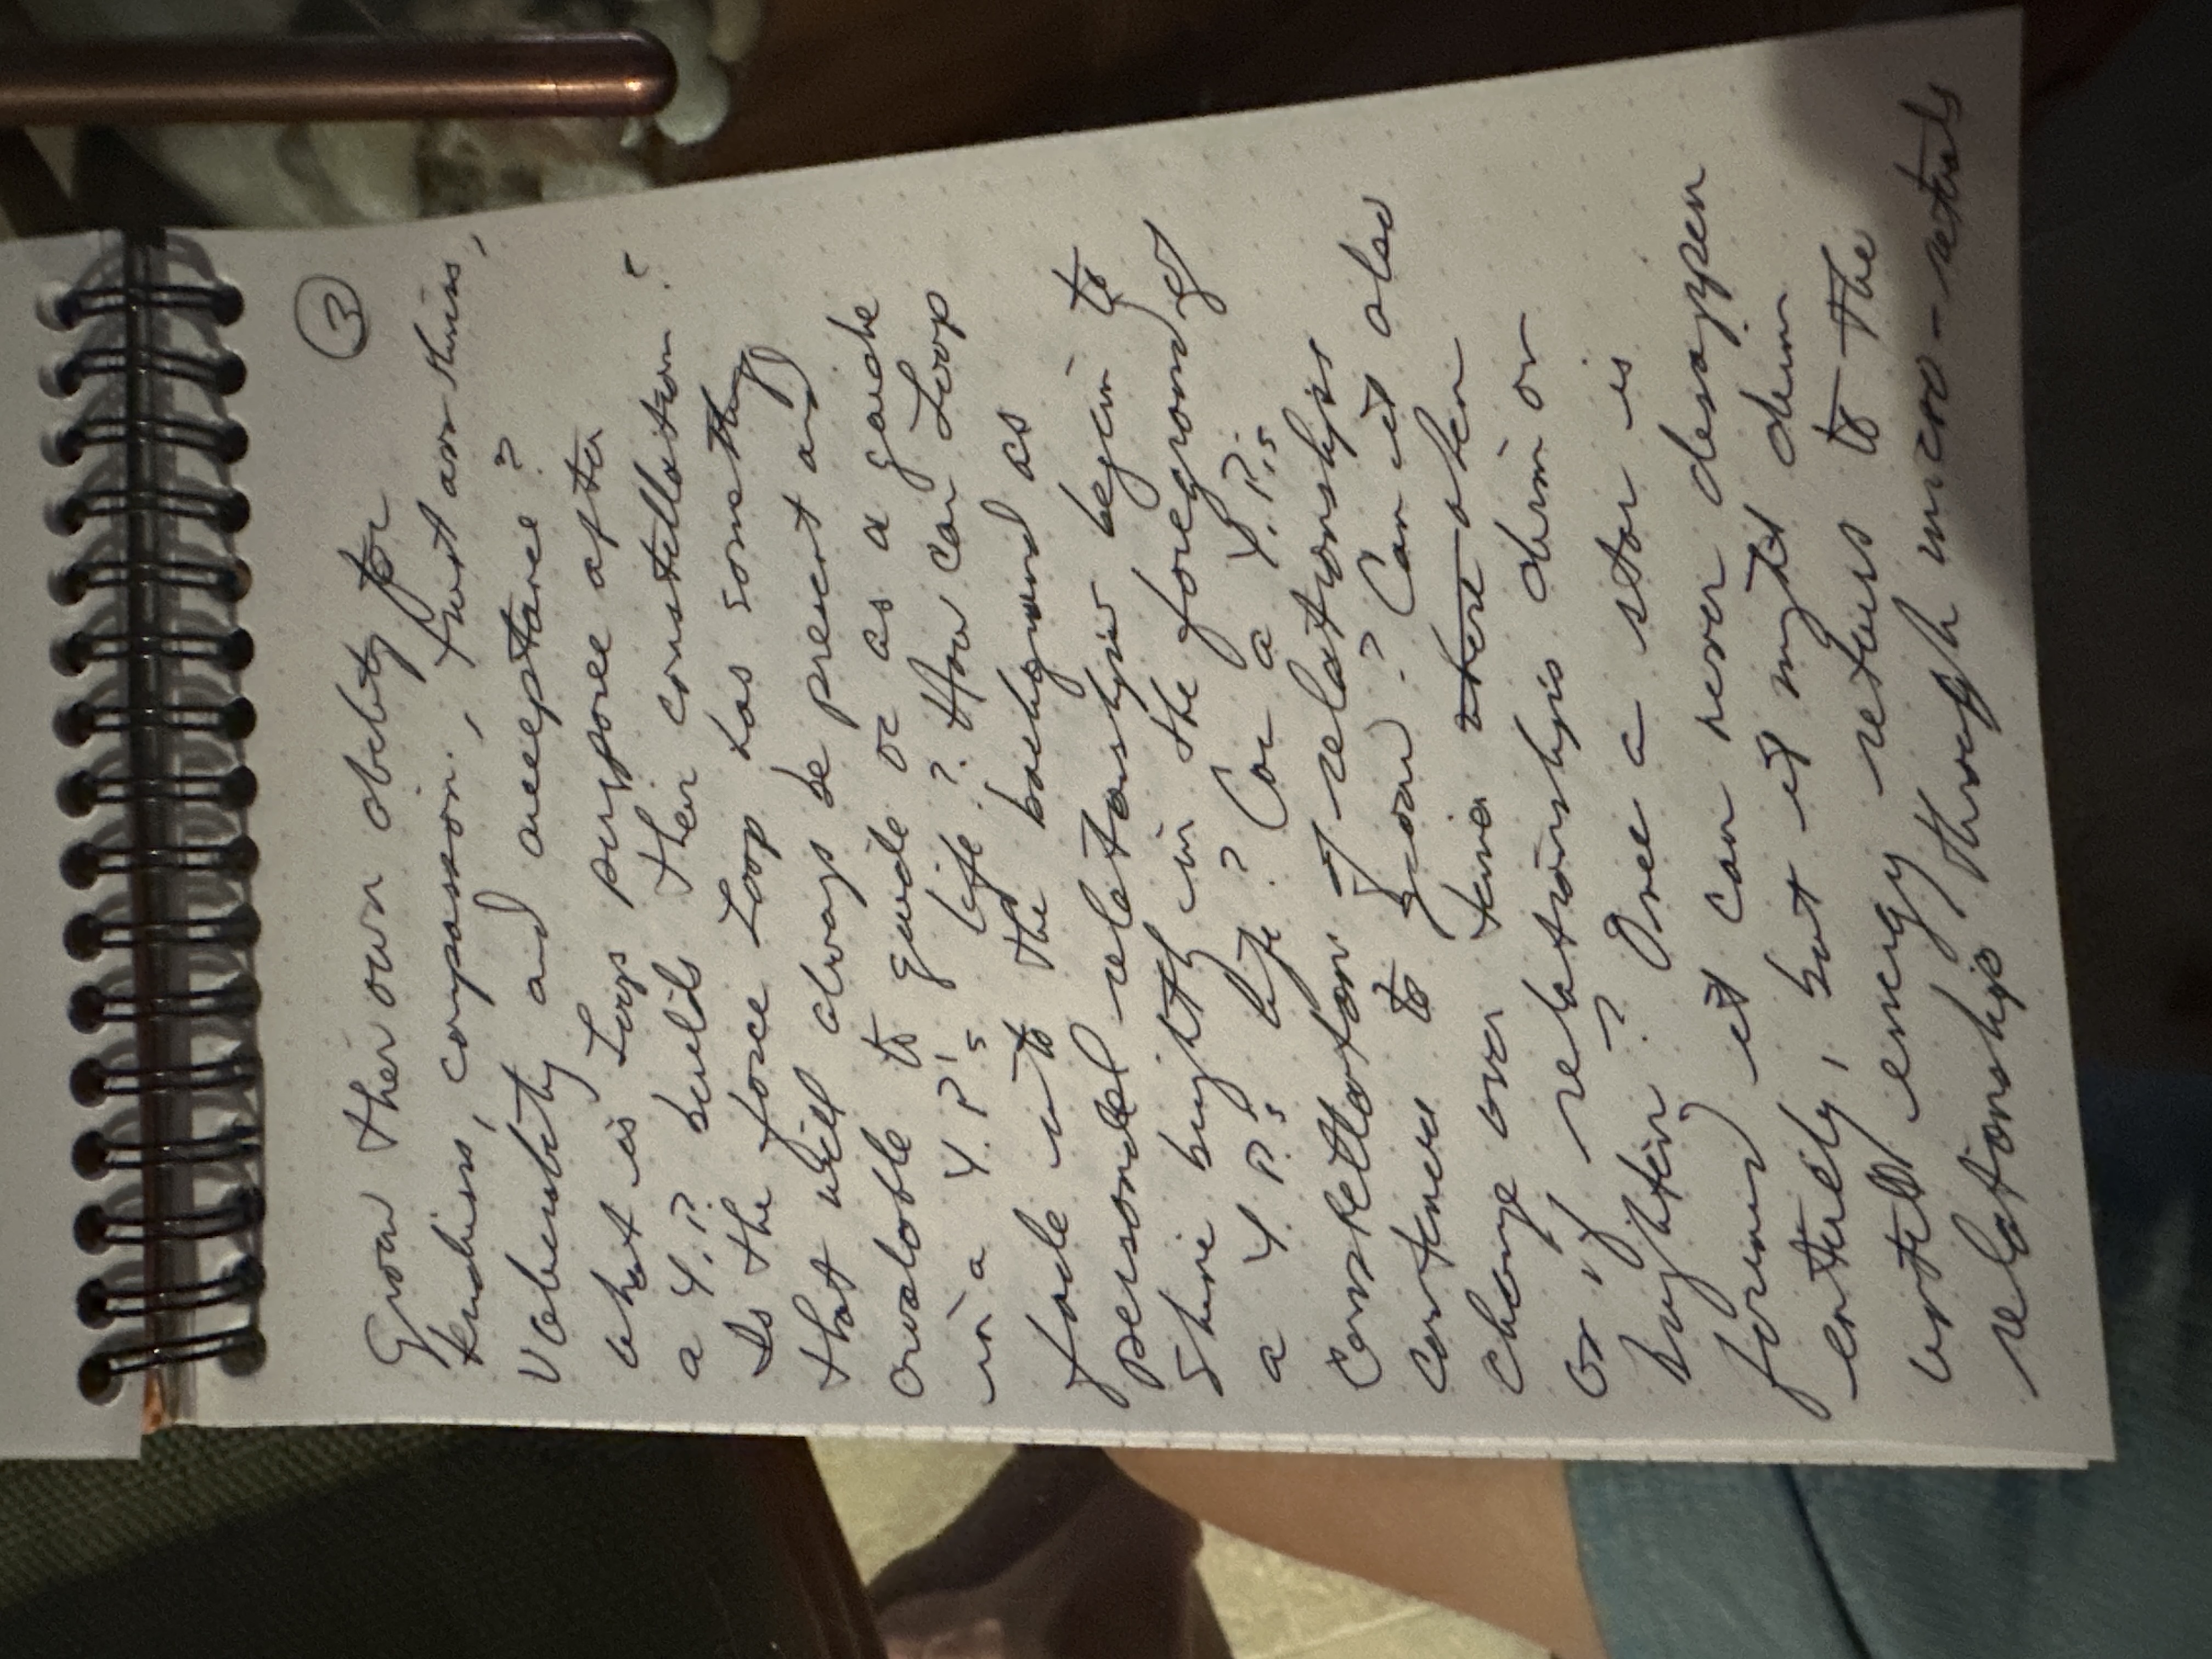 3
Grow their own ability for
kindness, compassion, trust
vulnerability and acceptance?
what is Loops purpose after
a Y.P. builds their constellation?
Is the force Loop has something
that will always be present and
available to guide or as a guide
in a Y.P's life? How can Loop
fade into the background as
personal relationships begin to
shine brightly in the foreground of
a Y.P.'s life? Can a Y.P.'s
constellation of relationships
continue to grow? Can it also
change over time where when
or if relationships dim or
brighten? Once a star is
formed it can never disappear
entirely, but it might dim
until energy returns to the
relationship through micro-rituals